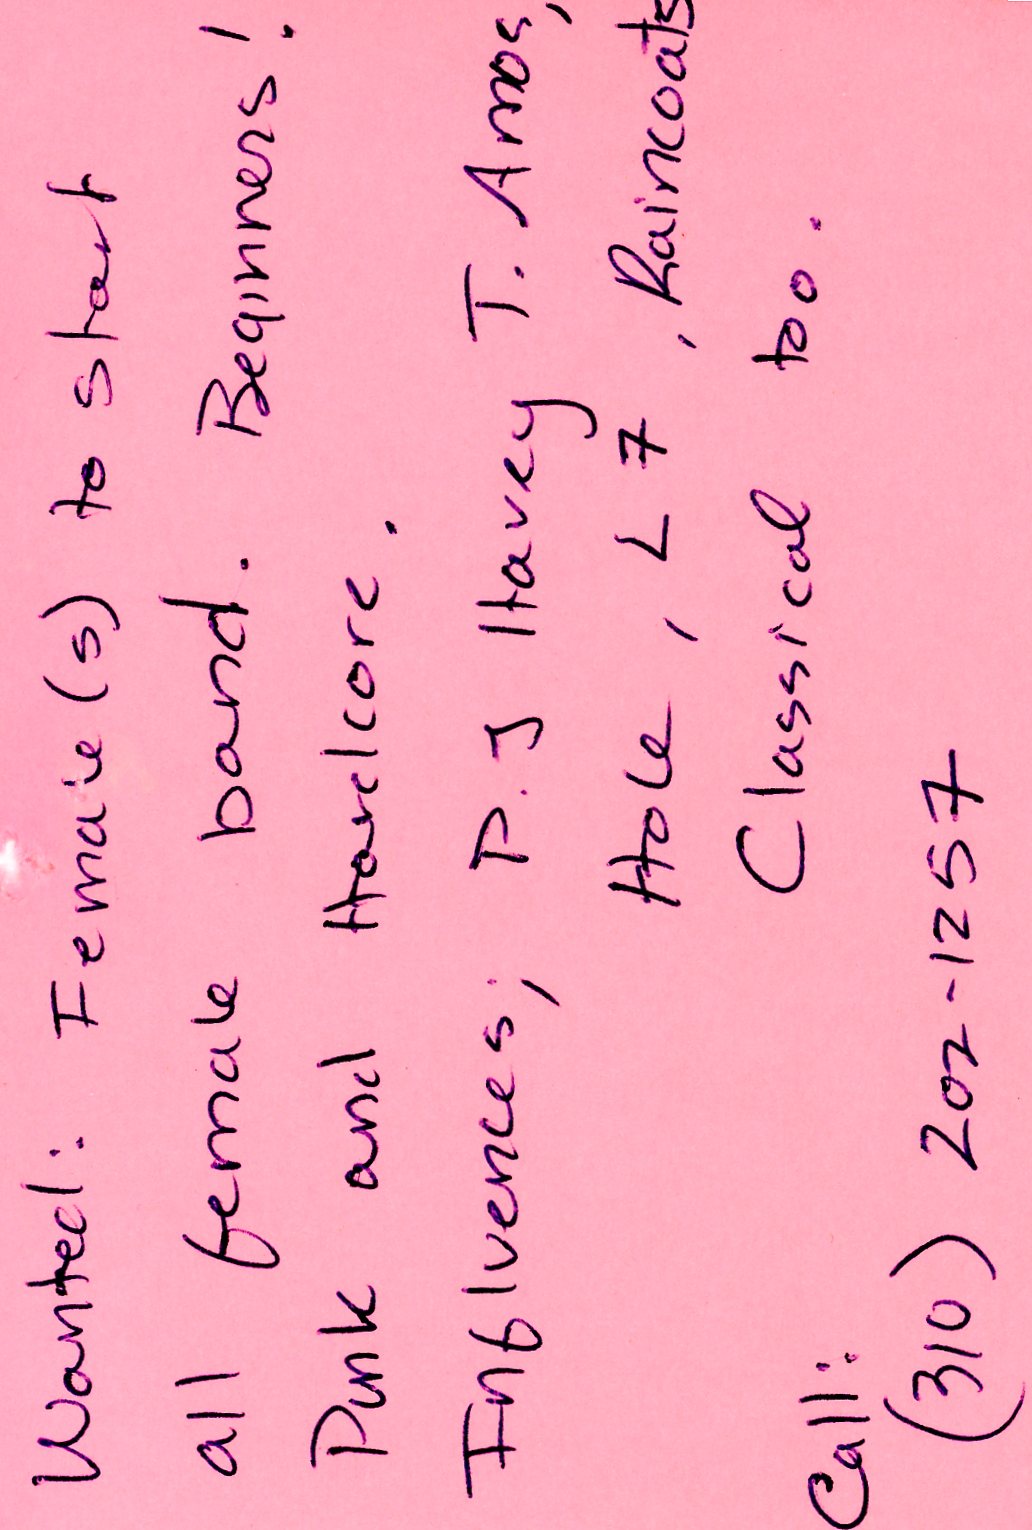 Wanted: Female(s) to start
all female band. Beginners!
Punk and Hardcore.
Influences; P.J Havey T. Amos,
Hole, L7, Raincoats
Classical too.
Call:
(310) 202-1257